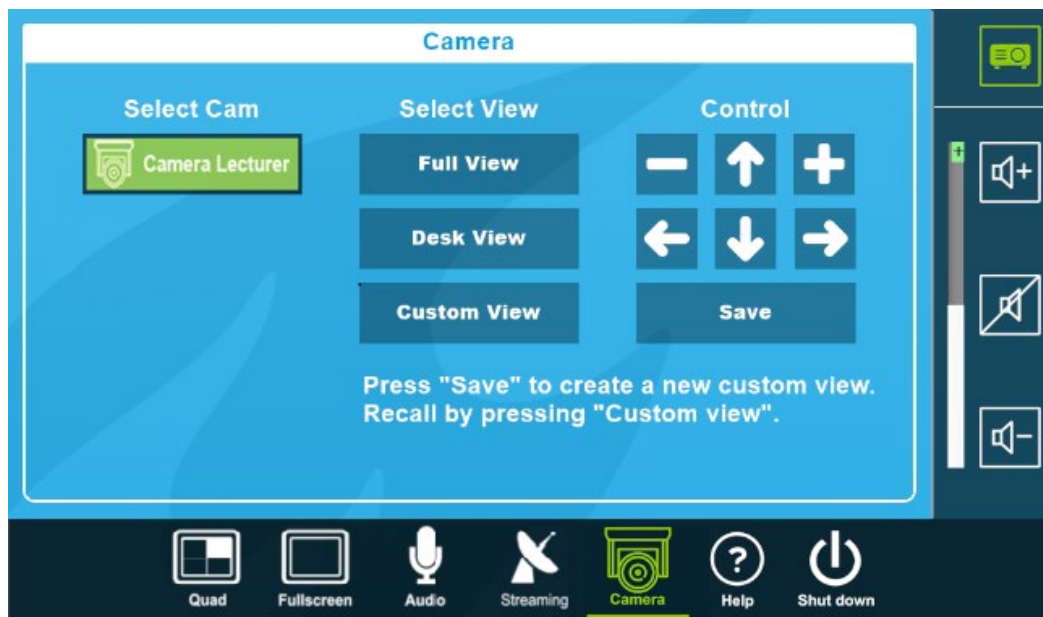 Camera
Select Cam
Select View
Control
Camera Lecturer
Full View
Desk View
Custom View
Save
Press "Save" to create a new custom view.
Recall by pressing "Custom view".
Quad
Fullscreen
Audio
Streaming
Camera
Help
Shut down